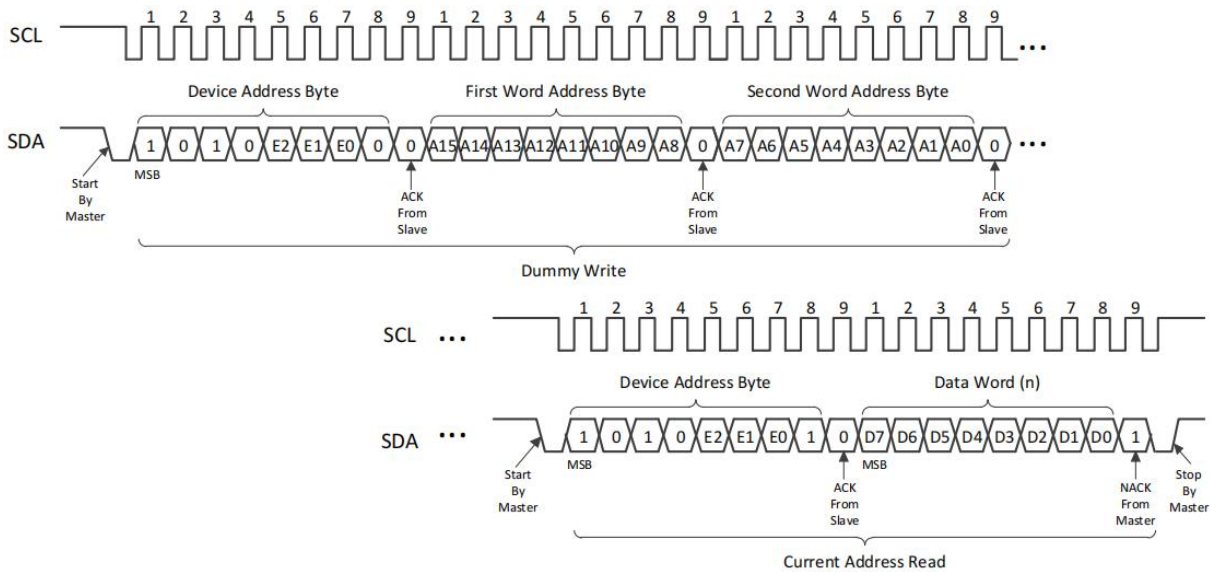 1 2 3 4 5 6 7 8 9 1 2 3 4 5 6 7 8 9 1 2 3 4 5 6 7 8 9
SCL ...
Device Address Byte First Word Address Byte Second Word Address Byte
SDA 1 0 1 0 E2 E1 E0 0 0 A15 A14 A13 A12 A11 A10 A9 A8 0 A7 A6 A5 A4 A3 A2 A1 A0 0 ...
MSB
Start
By
Master
ACK
From
Slave
ACK
From
Slave
ACK
From
Slave
Dummy Write
1 2 3 4 5 6 7 8 9 1 2 3 4 5 6 7 8 9
SCL ...
Device Address Byte Data Word (n)
SDA ... 1 0 1 0 E2 E1 E0 1 0 D7 D6 D5 D4 D3 D2 D1 D0 1
MSB MSB
Start
By
Master
ACK
From
Slave
NACK
From
Master
Stop
By
Master
Current Address Read